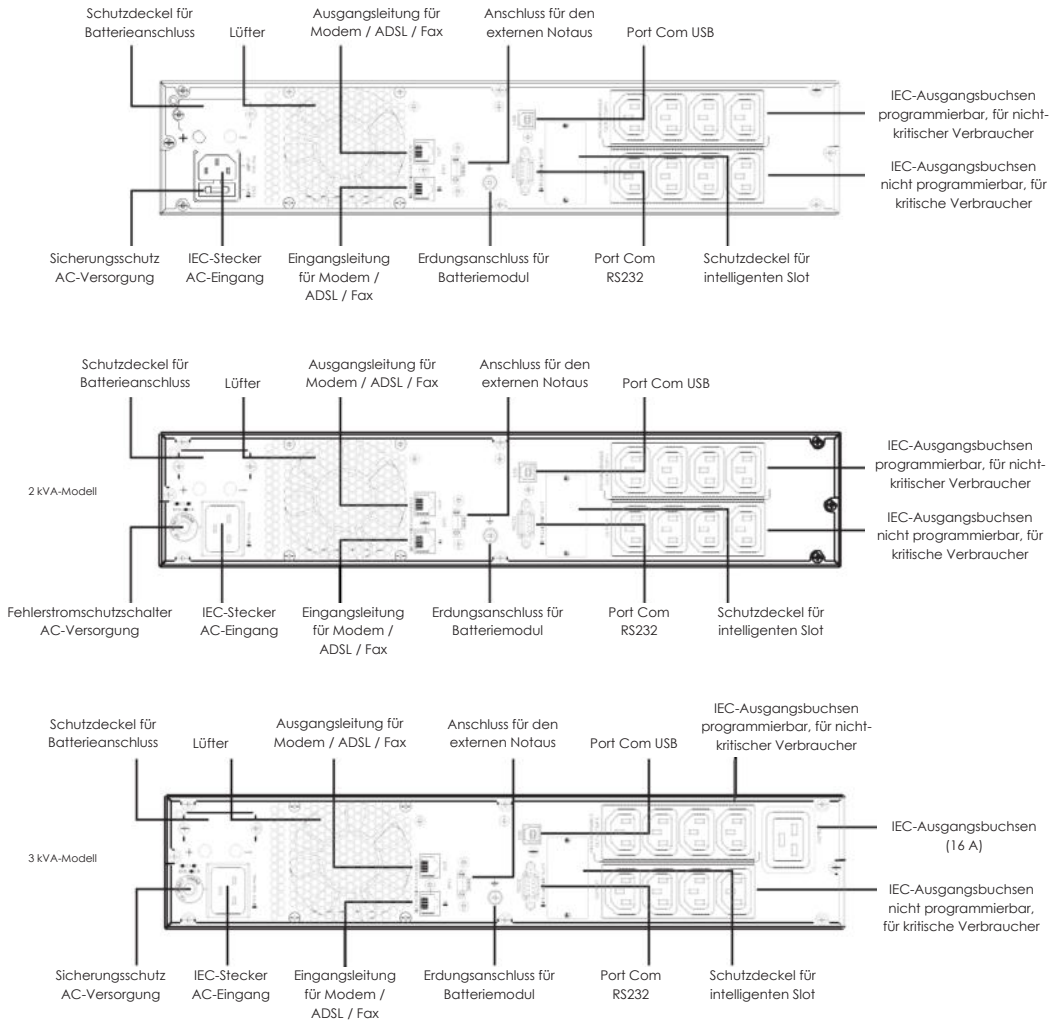 Schutzdeckel für
Batterieanschluss
Lüfter
Ausgangsleitung für
Modem / ADSL / Fax
Anschluss für den
externen Notaus
Port Com USB
IEC-Ausgangsbuchsen
programmierbar, für nicht-
kritischer Verbraucher
IEC-Ausgangsbuchsen
nicht programmierbar, für
kritische Verbraucher
Sicherungsschutz
AC-Versorgung
IEC-Stecker
AC-Eingang
Eingangsleitung
für Modem /
ADSL / Fax
Erdungsanschluss für
Batteriemodul
Port Com
RS232
Schutzdeckel für
intelligenten Slot
Schutzdeckel für
Batterieanschluss
Lüfter
Ausgangsleitung für
Modem / ADSL / Fax
Anschluss für den
externen Notaus
Port Com USB
2 kVA-Modell
IEC-Ausgangsbuchsen
programmierbar, für nicht-
kritischer Verbraucher
IEC-Ausgangsbuchsen
nicht programmierbar, für
kritische Verbraucher
Fehlerstromschutzschalter
AC-Versorgung
IEC-Stecker
AC-Eingang
Eingangsleitung
für Modem /
ADSL / Fax
Erdungsanschluss für
Batteriemodul
Port Com
RS232
Schutzdeckel für
intelligenten Slot
Schutzdeckel für
Batterieanschluss
Lüfter
Ausgangsleitung für
Modem / ADSL / Fax
Anschluss für den
externen Notaus
Port Com USB
IEC-Ausgangsbuchsen
programmierbar, für nicht-
kritischer Verbraucher
3 kVA-Modell
IEC-Ausgangsbuchsen
(16 A)
IEC-Ausgangsbuchsen
nicht programmierbar,
für kritische Verbraucher
Sicherungsschutz
AC-Versorgung
IEC-Stecker
AC-Eingang
Eingangsleitung
für Modem /
ADSL / Fax
Erdungsanschluss für
Batteriemodul
Port Com
RS232
Schutzdeckel für
intelligenten Slot